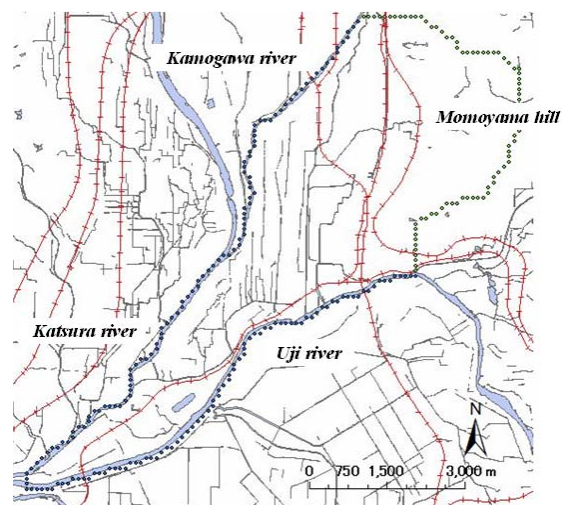 Kamogawa river
Momoyama hill
Katsura river
Uji river
N
0 750 1,500 3,000 m